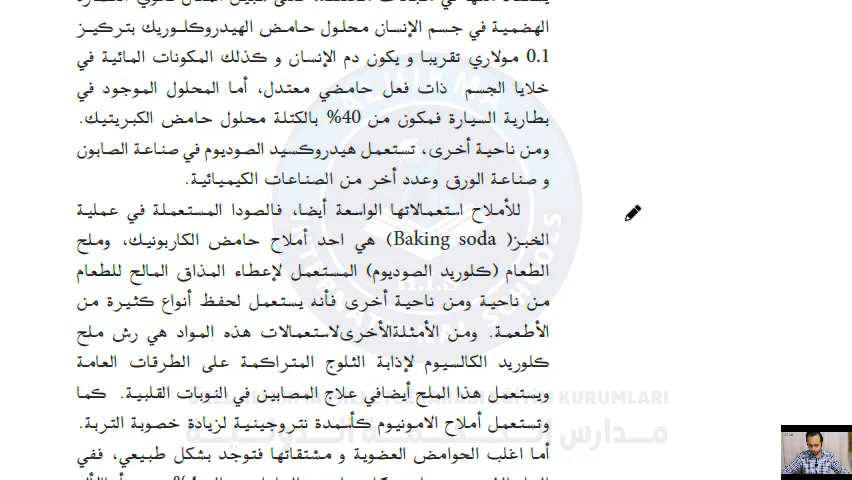 الهضمية في جسم الإنسان محلول حامض الهيدروكلوريك بتركيز
0.1 مولاري تقريبا و يكون دم الإنسان و كذلك المكونات المائية في
خلايا الجسم ذات فعل حامضي معتدل، أما المحلول الموجود في
بطارية السيارة فمكون من 40% بالكتلة محلول حامض الكبريتيك.
ومن ناحية أخرى، تستعمل هيدروكسيد الصوديوم في صناعة الصابون
و صناعة الورق وعدد أخر من الصناعات الكيميائية.
للأملاح استعمالاتها الواسعة أيضا، فالصودا المستعملة في عملية
الخبز( Baking soda) هي احد أملاح حامض الكاربونيك، وملح
الطعام (كلوريد الصوديوم) المستعمل لإعطاء المذاق المالح للطعام
من ناحية ومن ناحية أخرى فأنه يستعمل لحفظ أنواع كثيرة من
الأطعمة. ومن الأمثلةالأخرىلاستعمالات هذه المواد هي رش ملح
كلوريد الكالسيوم لإذابة الثلوج المتراكمة على الطرقات العامة
ويستعمل هذا الملح أيضافي علاج المصابين في النوبات القلبية. كما
وتستعمل أملاح الامونيوم كأسمدة نتروجينية لزيادة خصوبة التربة.
أما اغلب الحوامض العضوية و مشتقاتها فتوجد بشكل طبيعي، ففي
AL HIKMA
INTERNATIONAL SCHOOLS
H.I.S
KURUMLARI
مدارس